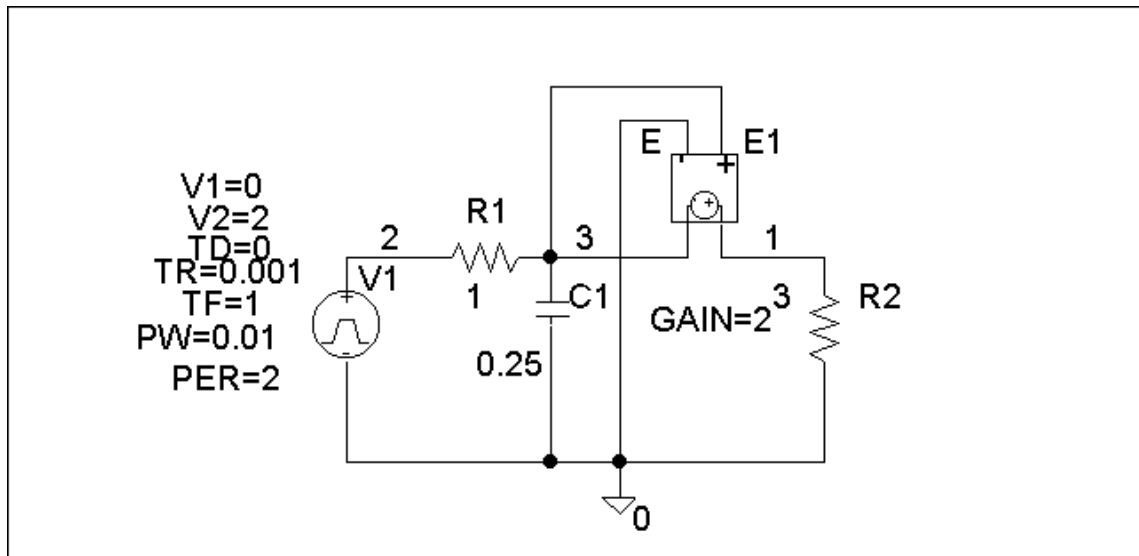 E E1
V1=0
V2=2
TD=0
TR=0.001
TF=1
PW=0.01
PER=2
2
V1
R1
1
3
C1
0.25
GAIN=2
1
3
R2
0